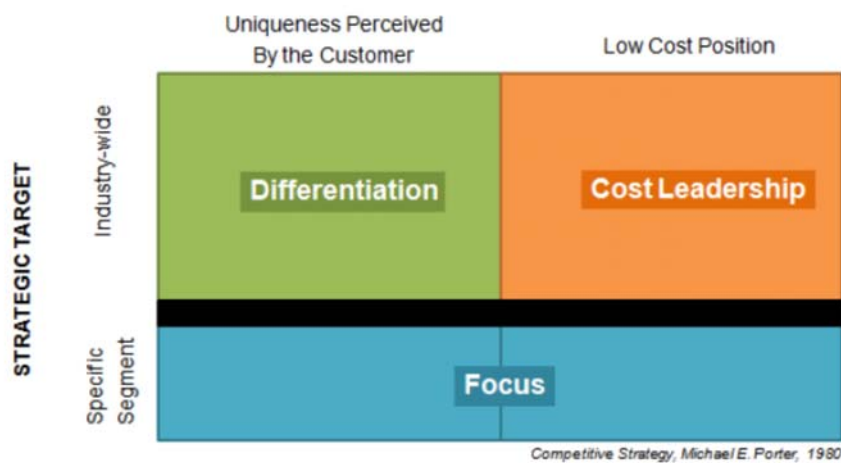 Uniqueness Perceived
By the Customer
Low Cost Position
STRATEGIC TARGET
Industry-wide
Differentiation
Cost Leadership
Specific
Segment
Focus
Competitive Strategy, Michael E. Porter, 1980